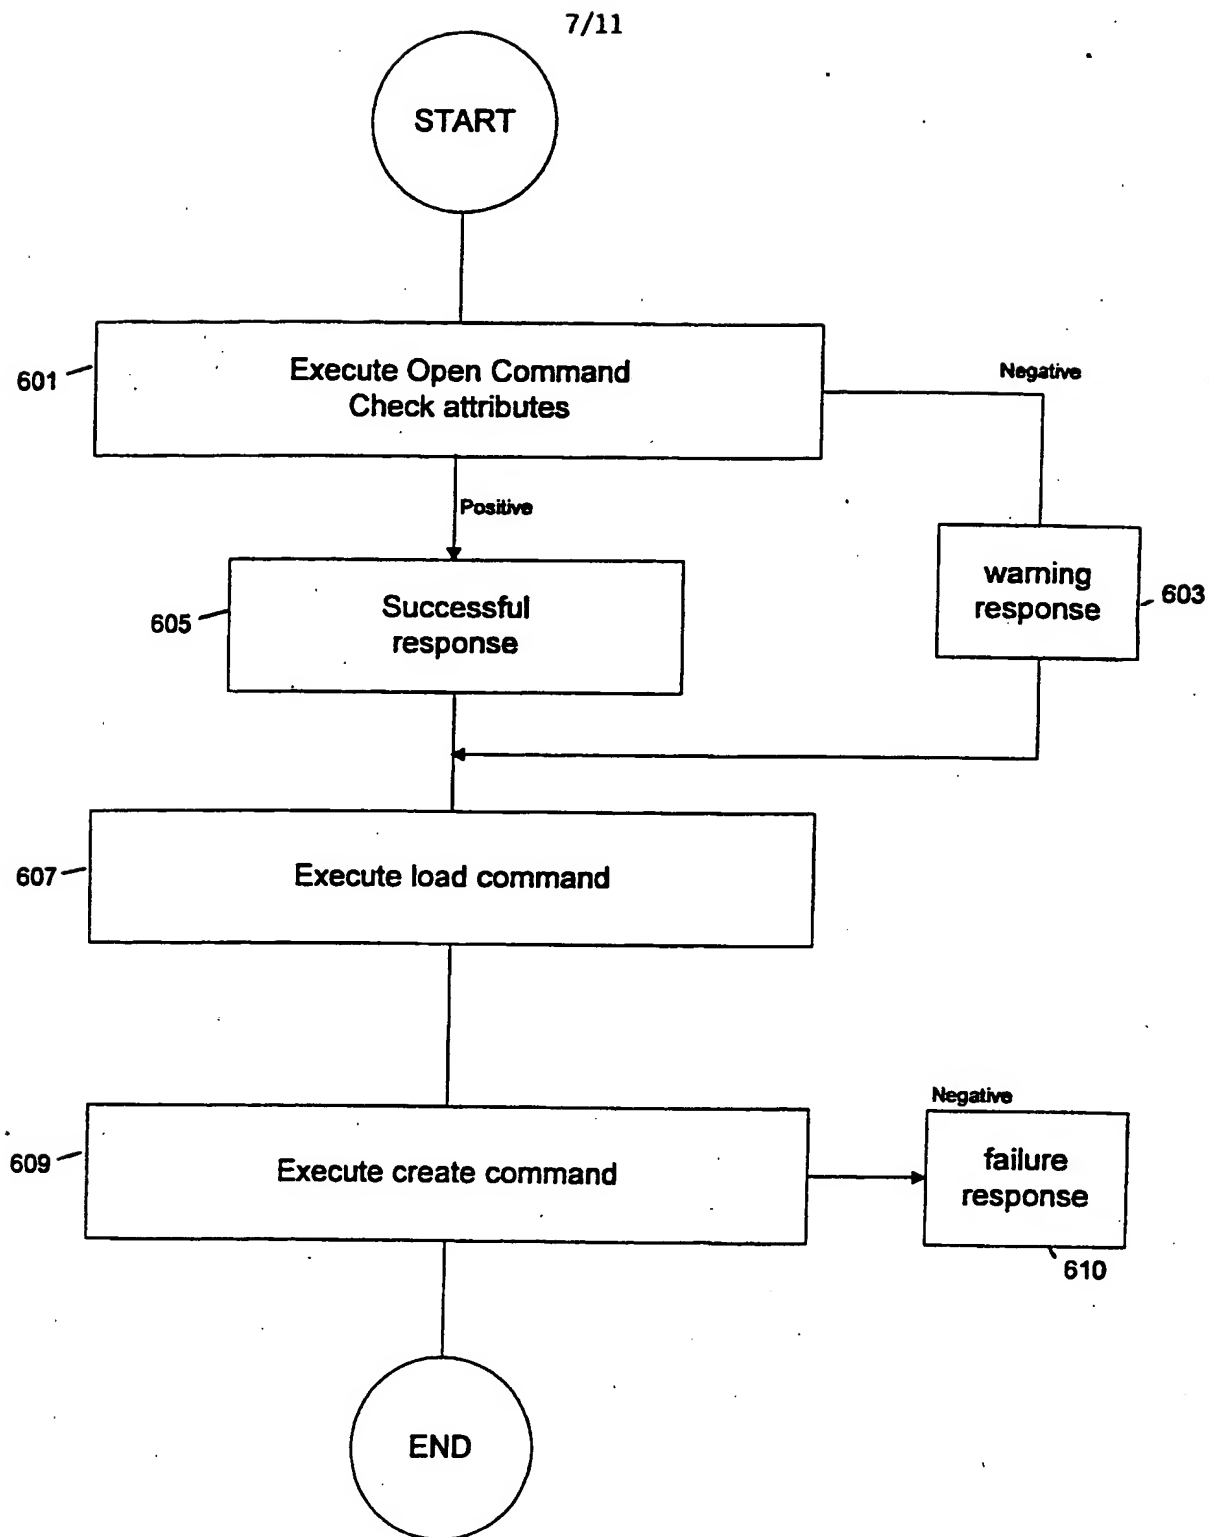 7/11
START
601
Execute Open Command
Check attributes
Negative
Positive
605
Successful
response
warning
response
603
607
Execute load command
609
Execute create command
Negative
failure
response
610
END